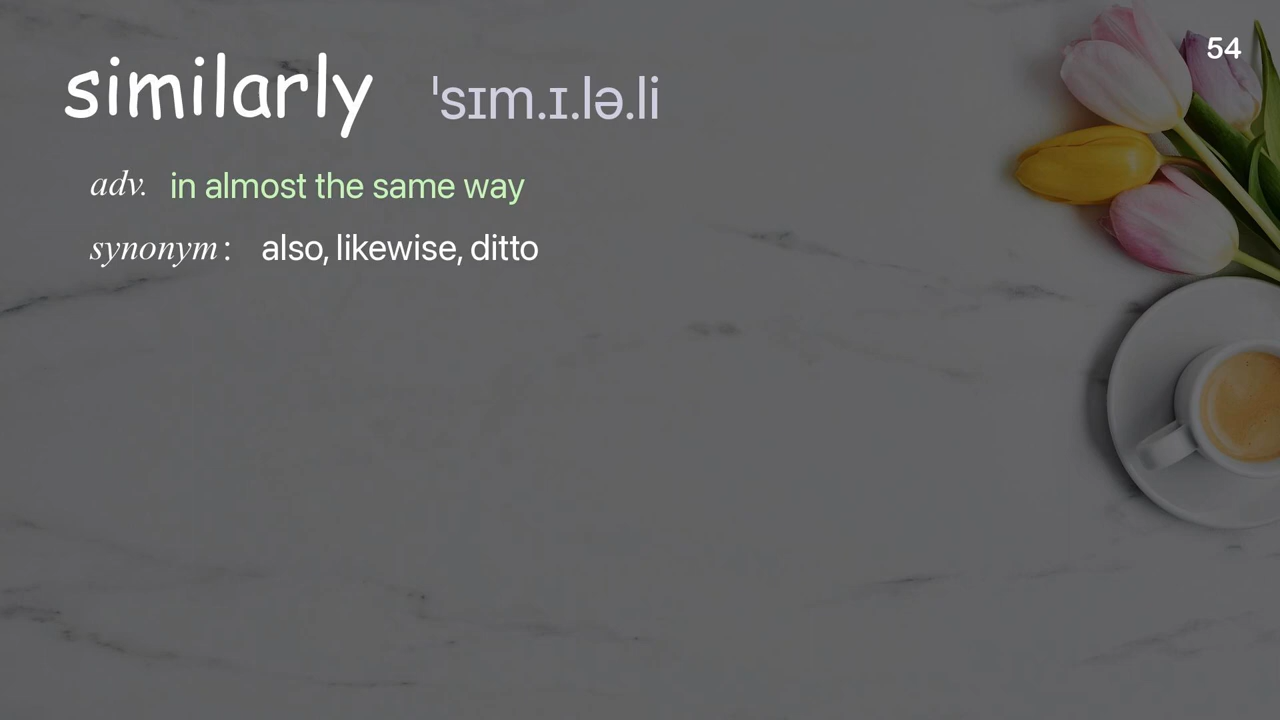 54
similarly ˈsɪm.ɪ.lə.li
adv. in almost the same way
synonym: also, likewise, ditto